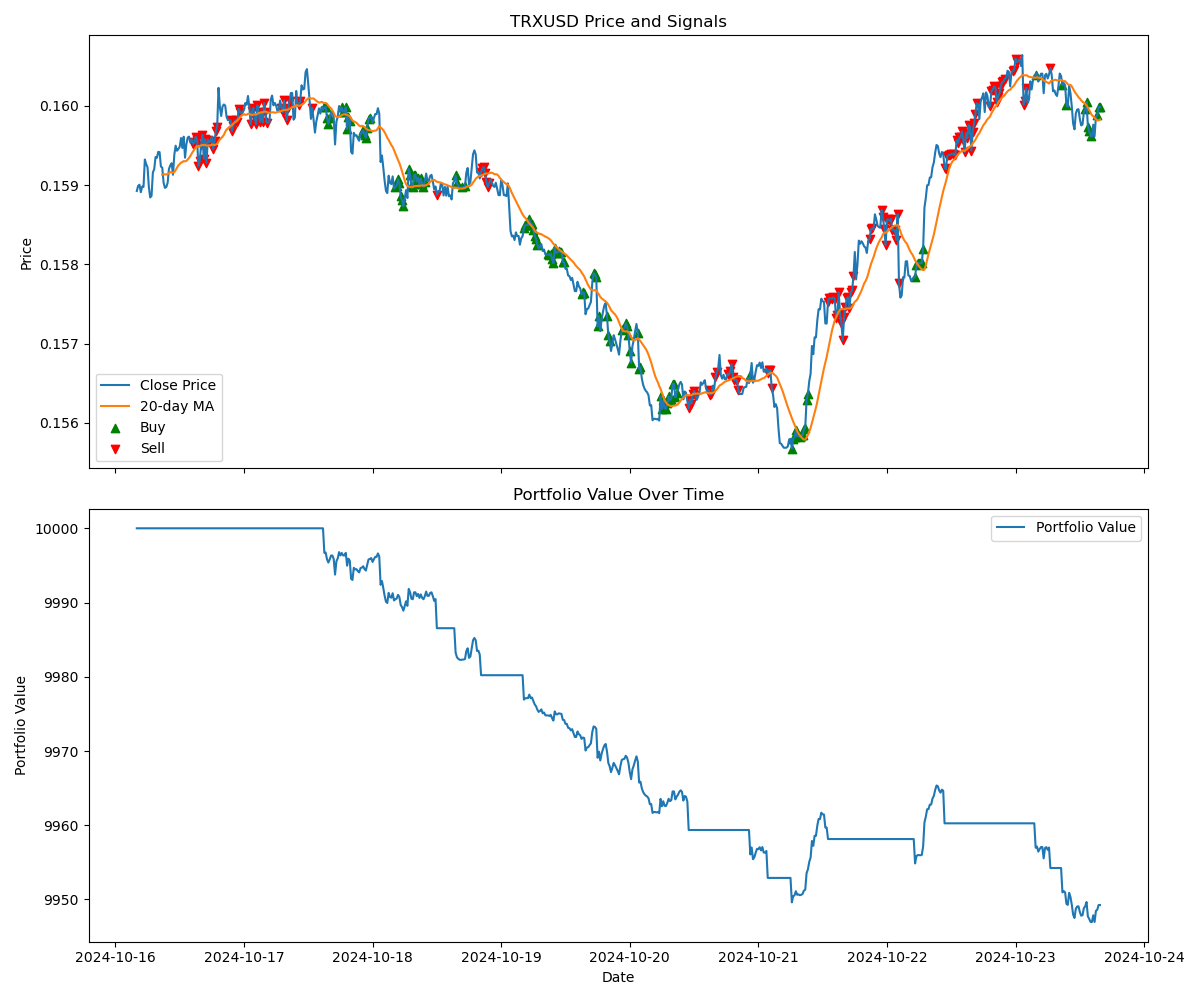 TRXUSD Price and Signals
0.160
0.159
0.158
0.157
0.156
Price
Close Price
20-day MA
Buy
Sell
Portfolio Value Over Time
10000
9990
9980
9970
9960
9950
Portfolio Value
Portfolio Value
2024-10-16 2024-10-17 2024-10-18 2024-10-19 2024-10-20 2024-10-21 2024-10-22 2024-10-23 2024-10-24
Date